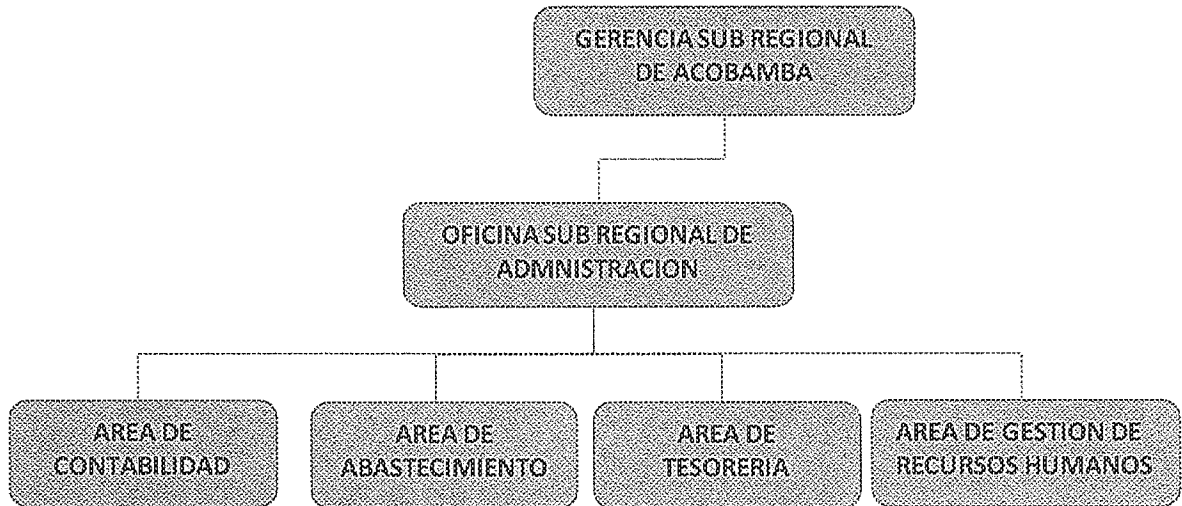 GERENCIA SUB REGIONAL
DE ACOBAMBA
OFICINA SUB REGIONAL DE
ADMNISTRACION
AREA DE
CONTABILIDAD
AREA DE
ABASTECIMIENTO
AREA DE
TESORERIA
AREA DE GESTION DE
RECURSOS HUMANOS